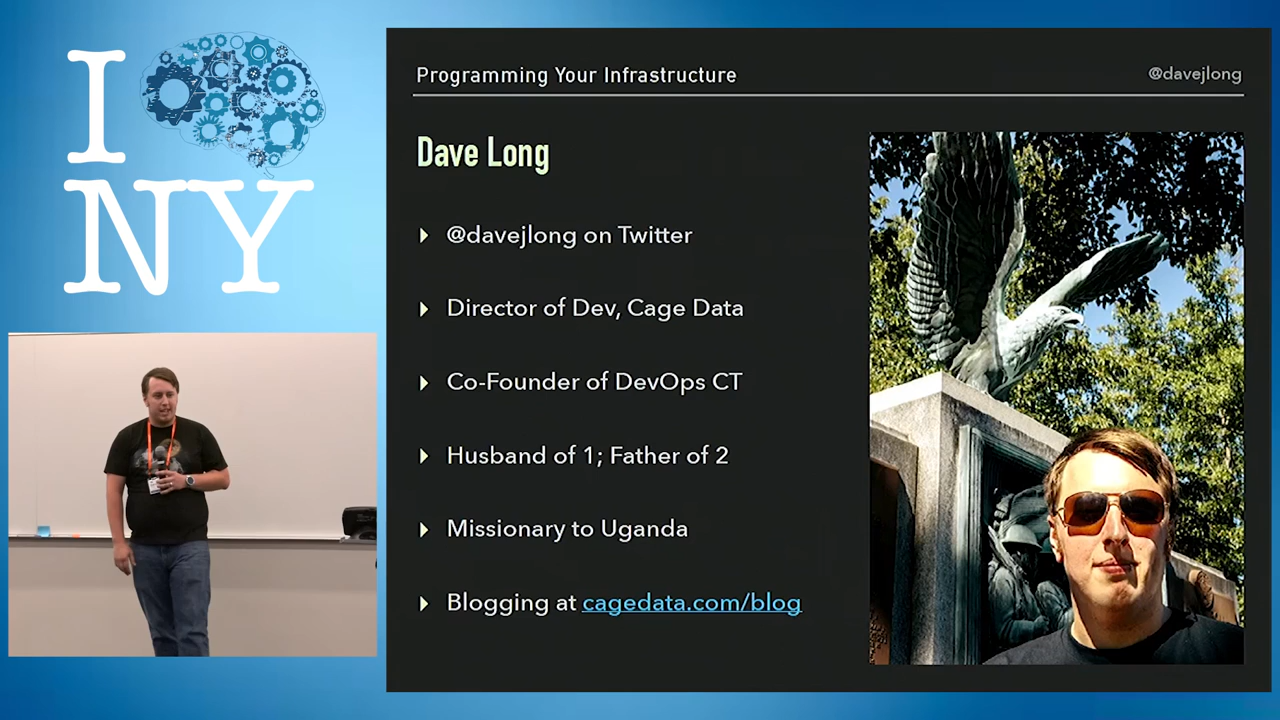 I
NY
Programming Your Infrastructure
@davejlong
Dave Long
@davejlong on Twitter
Director of Dev, Cage Data
Co-Founder of DevOps CT
Husband of 1; Father of 2
Missionary to Uganda
Blogging at cagedata.com/blog